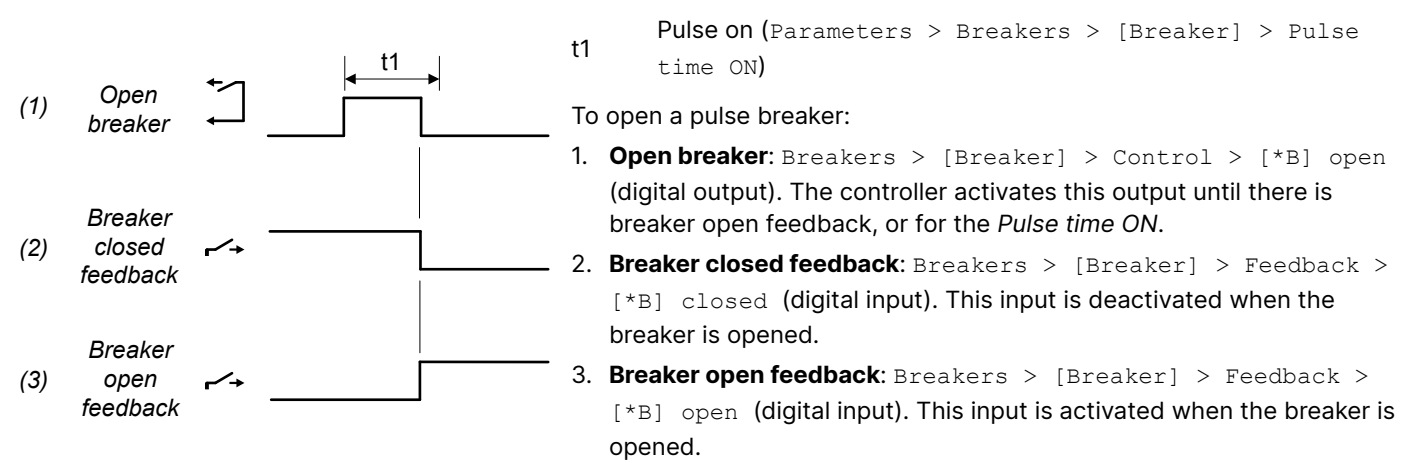 t1
(1) Open
breaker
(2) Breaker
closed
feedback
(3) Breaker
open
feedback
t1 Pulse on (Parameters > Breakers > [Breaker] > Pulse
time ON)
To open a pulse breaker:
1. Open breaker: Breakers > [Breaker] > Control > [*B] open
(digital output). The controller activates this output until there is
breaker open feedback, or for the Pulse time ON.
2. Breaker closed feedback: Breakers > [Breaker] > Feedback >
[*B] closed (digital input). This input is deactivated when the
breaker is opened.
3. Breaker open feedback: Breakers > [Breaker] > Feedback >
[*B] open (digital input). This input is activated when the breaker is
opened.